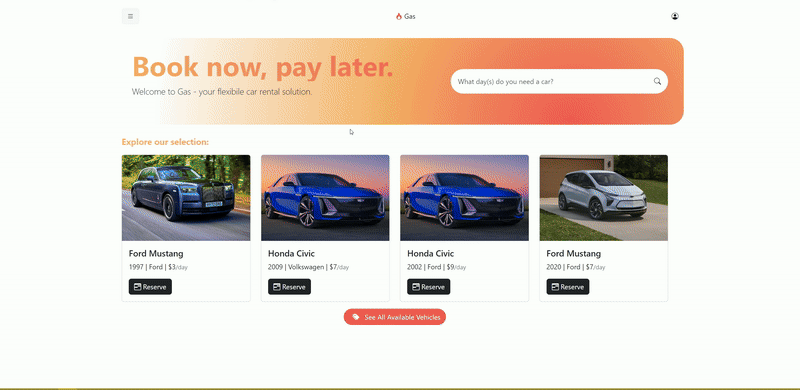 Gas
Book now, pay later.
Welcome to Gas - your flexibile car rental solution.
What day(s) do you need a car?
Explore our selection:
Ford Mustang
1997 | Ford | $3/day
Reserve
Honda Civic
2009 | Volkswagen | $7/day
Reserve
Honda Civic
2002 | Ford | $9/day
Reserve
Ford Mustang
2020 | Ford | $7/day
Reserve
See All Available Vehicles